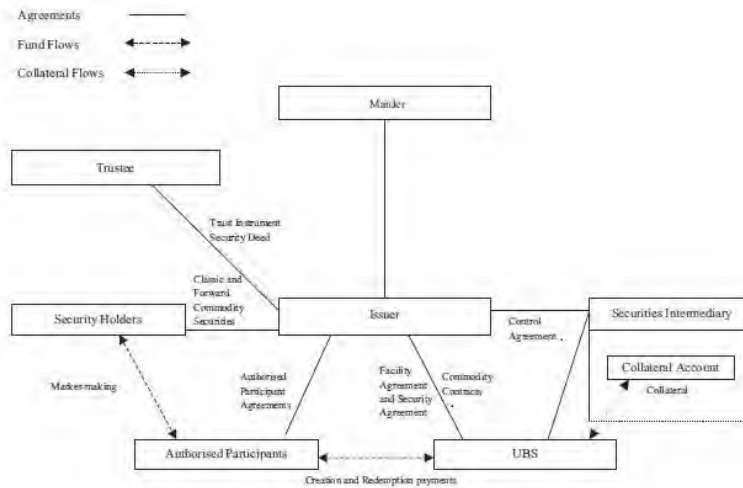 Agreements
Fund Flows
Collateral Flows
Maider
Trustee
Trust Instrument
Security Deed
Classic and
Forward
Commodity
Securities
Security Holders
Issuer
Control
Agreement
Securities Intermediary
Collateral Account
Collateral
Market-making
Authorised
Participant
Agreements
Facility
Agreement
and Security
Agreement
Commodity
Contracts
Authorised Participants
UBS
Creation and Redemption payments